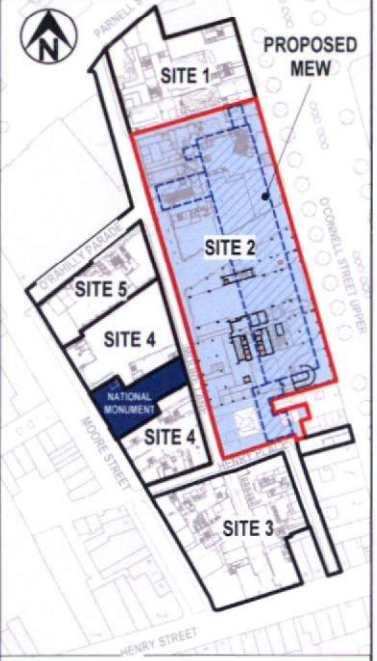 N
PARNELL S
PROPOSED
MEW
SITE 1
SITE 2
O'CONNELL STREET UPPER
O'RAHILLY PARADE
SITE 5
SITE 4
NATIONAL
MONUMENT
MOORE STREET
SITE 4
HENRY PLACE
SITE 3
HENRY STREET